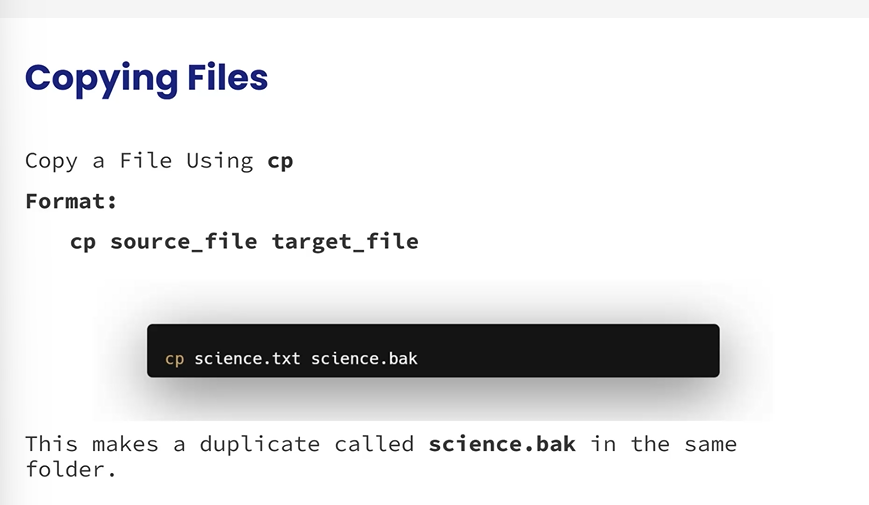 Copying Files
Copy a File Using cp
Format:
cp source_file target_file
cp science.txt science.bak
This makes a duplicate called science.bak in the same
folder.